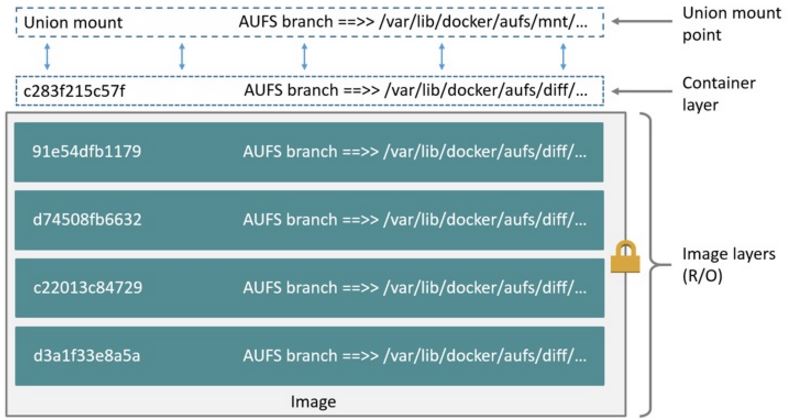 Union mount AUFS branch ==>> /var/lib/docker/aufs/mnt/...
Union mount
point
c283f215c57f AUFS branch ==>> /var/lib/docker/aufs/diff/...
Container
layer
91e54dfb1179 AUFS branch ==>> /var/lib/docker/aufs/diff/...
d74508fb6632 AUFS branch ==>> /var/lib/docker/aufs/diff/...
c22013c84729 AUFS branch ==>> /var/lib/docker/aufs/diff/...
d3a1f33e8a5a AUFS branch ==>> /var/lib/docker/aufs/diff/...
Image layers
(R/O)
Image